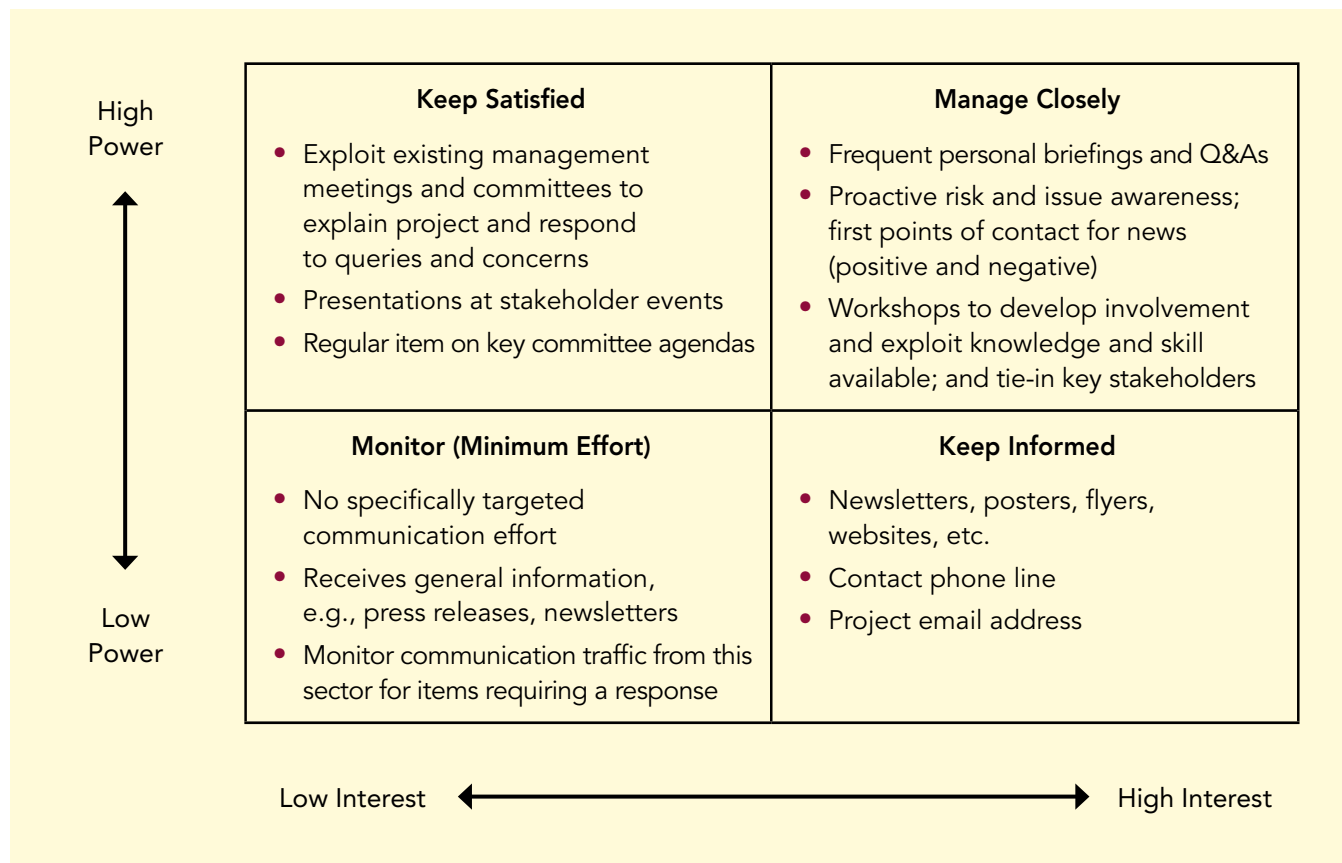 High
Power
Low
Power
Keep Satisfied
• Exploit existing management
meetings and committees to
explain project and respond
to queries and concerns
• Presentations at stakeholder events
• Regular item on key committee agendas
Manage Closely
• Frequent personal briefings and Q&As
• Proactive risk and issue awareness;
first points of contact for news
(positive and negative)
• Workshops to develop involvement
and exploit knowledge and skill
available; and tie-in key stakeholders
Monitor (Minimum Effort)
• No specifically targeted
communication effort
• Receives general information,
e.g., press releases, newsletters
• Monitor communication traffic from this
sector for items requiring a response
Keep Informed
• Newsletters, posters, flyers,
websites, etc.
• Contact phone line
• Project email address
Low Interest
High Interest